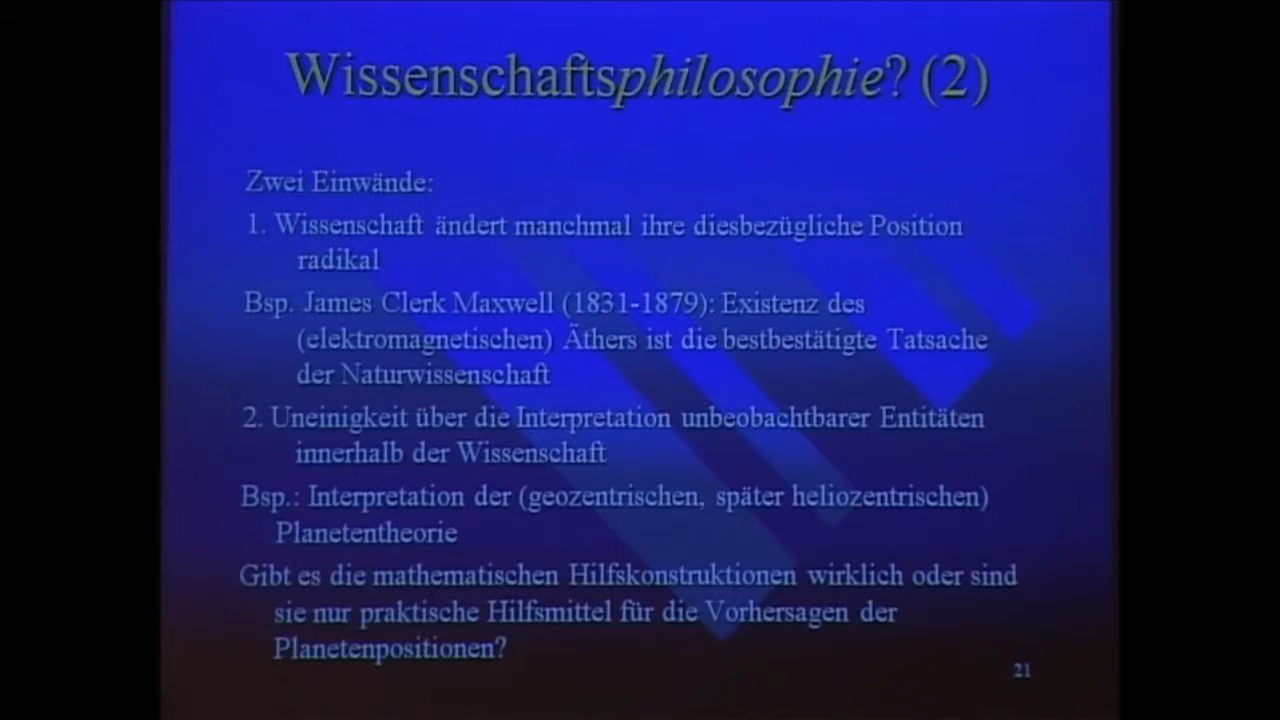 Wissenschaftsphilosophie? (2)
Zwei Einwände:
1. Wissenschaft ändert manchmal ihre diesbezügliche Position
radikal
Bsp. James Clerk Maxwell (1831-1879): Existenz des
(elektromagnetischen) Äthers ist die bestbestätigte Tatsache
der Naturwissenschaft
2. Uneinigkeit über die Interpretation unbeobachtbarer Entitäten
innerhalb der Wissenschaft
Bsp.: Interpretation der (geozentrischen, später heliozentrischen)
Planetentheorie
Gibt es die mathematischen Hilfskonstruktionen wirklich oder sind
sie nur praktische Hilfsmittel für die Vorhersagen der
Planetenpositionen?
21